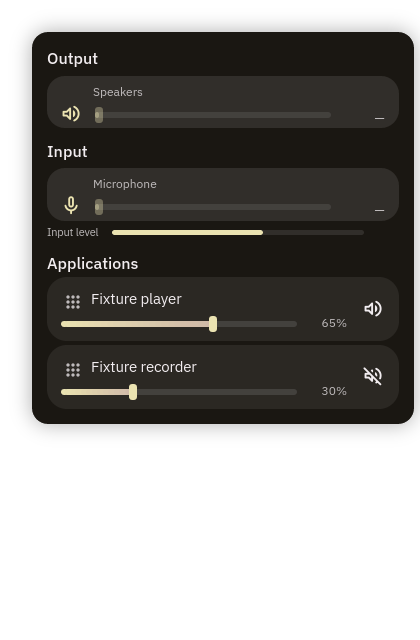 Output
Speakers
_
Input
Microphone
_
Input level
Applications
Fixture player
65%
Fixture recorder
30%